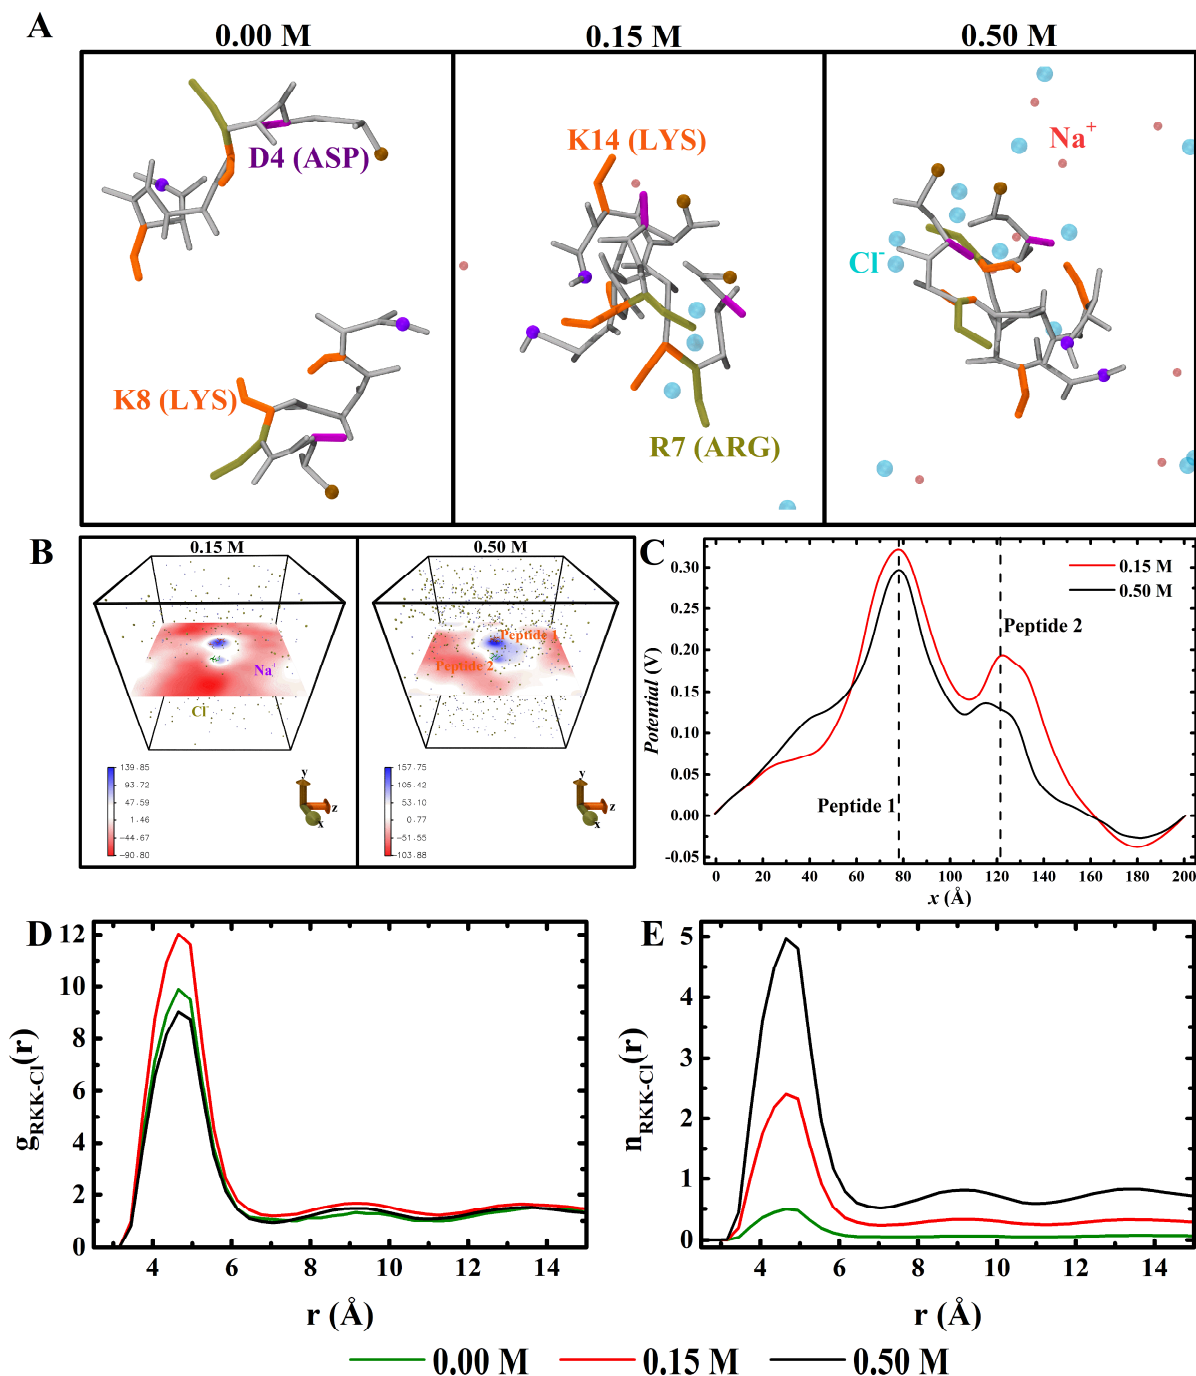 A
0.00 M
0.15 M
0.50 M
D4 (ASP)
K8 (LYS)
K14 (LYS)
R7 (ARG)
Na+
Cl-
B
0.15 M
0.50 M
Na+
Cl-
139.85
93.72
47.59
1.46
-44.67
-90.80
y
z
x
Peptide 1
Peptide 2
157.75
105.42
53.10
0.77
-51.55
-103.88
y
z
x
C
0.15 M
0.50 M
Peptide 2
Peptide 1
Potential (V)
0.30
0.25
0.20
0.15
0.10
0.05
0.00
-0.05
0 20 40 60 80 100 120 140 160 180 200
x (Å)
D
gRKK-Cl(r)
12
10
8
6
4
2
0
4 6 8 10 12 14
r (Å)
E
nRKK-Cl(r)
5
4
3
2
1
0
4 6 8 10 12 14
r (Å)
0.00 M 0.15 M 0.50 M